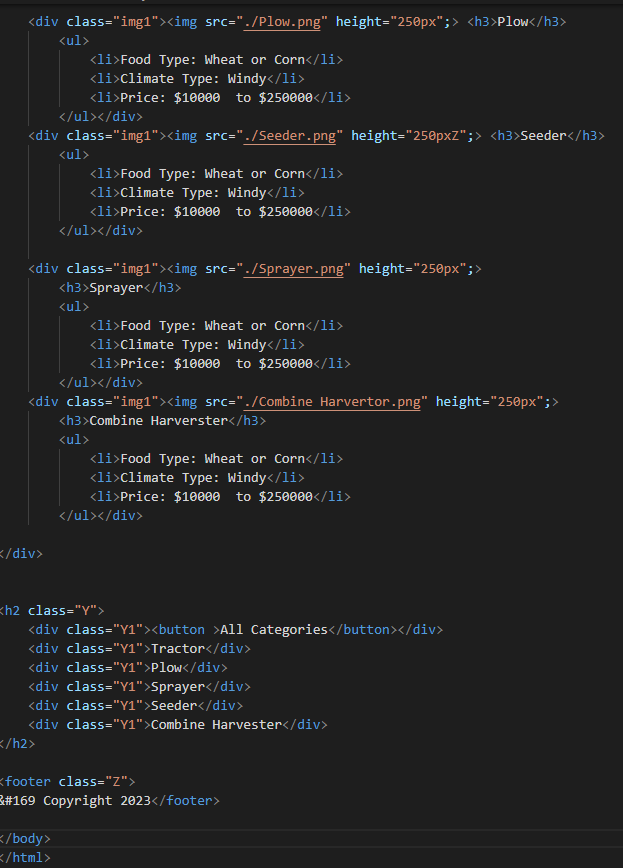 <div class="img1"><img src="./Plow.png" height="250px";> <h3>Plow</h3>
<ul>
<li>Food Type: Wheat or Corn</li>
<li>Climate Type: Windy</li>
<li>Price: $10000  to $250000</li>
</ul></div>
<div class="img1"><img src="./Seeder.png" height="250pxZ";> <h3>Seeder</h3>
<ul>
<li>Food Type: Wheat or Corn</li>
<li>Climate Type: Windy</li>
<li>Price: $10000  to $250000</li>
</ul></div>
<div class="img1"><img src="./Sprayer.png" height="250px";>
<h3>Sprayer</h3>
<ul>
<li>Food Type: Wheat or Corn</li>
<li>Climate Type: Windy</li>
<li>Price: $10000  to $250000</li>
</ul></div>
<div class="img1"><img src="./Combine Harvertor.png" height="250px";>
<h3>Combine Harverster</h3>
<ul>
<li>Food Type: Wheat or Corn</li>
<li>Climate Type: Windy</li>
<li>Price: $10000  to $250000</li>
</ul></div>
</div>
<h2 class="Y">
<div class="Y1"><button >All Categories</button></div>
<div class="Y1">Tractor</div>
<div class="Y1">Plow</div>
<div class="Y1">Sprayer</div>
<div class="Y1">Seeder</div>
<div class="Y1">Combine Harvester</div>
</h2>
<footer class="Z">
&#169 Copyright 2023</footer>
</body>
</html>